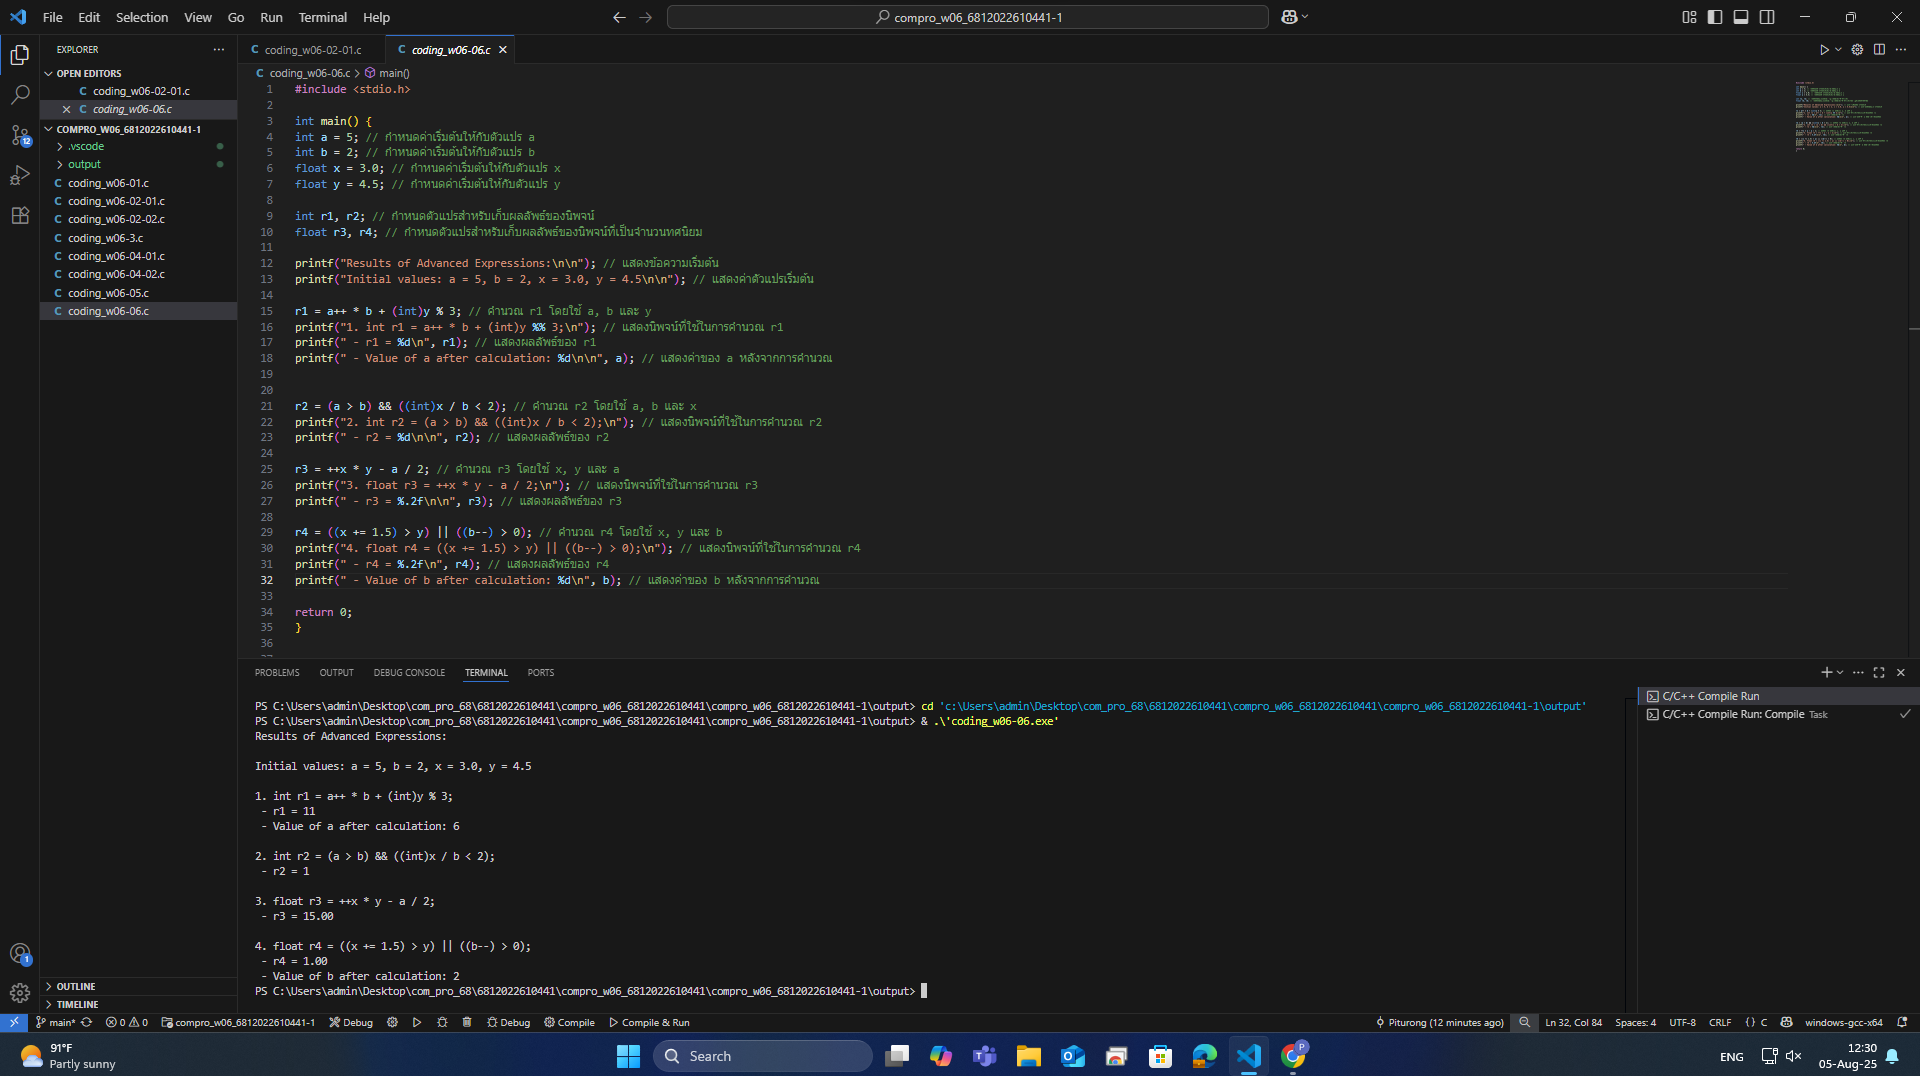 File Edit Selection View Go Run Terminal Help
compro_w06_6812022610441-1
EXPLORER
OPEN EDITORS
coding_w06-02-01.c
coding_w06-06.c
COMPRO_W06_6812022610441-1
.vscode
output
coding_w06-01.c
coding_w06-02-01.c
coding_w06-02-02.c
coding_w06-3.c
coding_w06-04-01.c
coding_w06-04-02.c
coding_w06-05.c
coding_w06-06.c
OUTLINE
TIMELINE
coding_w06-02-01.c coding_w06-06.c
coding_w06-06.c > main()
1 #include <stdio.h>
2
3 int main() {
4 int a = 5; // กำหนดค่าเริ่มต้นให้กับตัวแปร a
5 int b = 2; // กำหนดค่าเริ่มต้นให้กับตัวแปร b
6 float x = 3.0; // กำหนดค่าเริ่มต้นให้กับตัวแปร x
7 float y = 4.5; // กำหนดค่าเริ่มต้นให้กับตัวแปร y
8
9 int r1, r2; // กำหนดตัวแปรสำหรับเก็บผลลัพธ์ของนิพจน์
10 float r3, r4; // กำหนดตัวแปรสำหรับเก็บผลลัพธ์ของนิพจน์ที่เป็นจำนวนทศนิยม
11
12 printf("Results of Advanced Expressions:\n\n"); // แสดงข้อความเริ่มต้น
13 printf("Initial values: a = 5, b = 2, x = 3.0, y = 4.5\n\n"); // แสดงค่าตัวแปรเริ่มต้น
14
15 r1 = a++ * b + (int)y % 3; // คำนวณ r1 โดยใช้ a, b และ y
16 printf("1. int r1 = a++ * b + (int)y %% 3;\n"); // แสดงนิพจน์ที่ใช้ในการคำนวณ r1
17 printf(" - r1 = %d\n", r1); // แสดงผลลัพธ์ของ r1
18 printf(" - Value of a after calculation: %d\n\n", a); // แสดงค่าของ a หลังจากการคำนวณ
19
20
21 r2 = (a > b) && ((int)x / b < 2); // คำนวณ r2 โดยใช้ a, b และ x
22 printf("2. int r2 = (a > b) && ((int)x / b < 2);\n"); // แสดงนิพจน์ที่ใช้ในการคำนวณ r2
23 printf(" - r2 = %d\n\n", r2); // แสดงผลลัพธ์ของ r2
24
25 r3 = ++x * y - a / 2; // คำนวณ r3 โดยใช้ x, y และ a
26 printf("3. float r3 = ++x * y - a / 2;\n"); // แสดงนิพจน์ที่ใช้ในการคำนวณ r3
27 printf(" - r3 = %.2f\n\n", r3); // แสดงผลลัพธ์ของ r3
28
29 r4 = ((x += 1.5) > y) || ((b--) > 0); // คำนวณ r4 โดยใช้ x, y และ b
30 printf("4. float r4 = ((x += 1.5) > y) || ((b--) > 0);\n"); // แสดงนิพจน์ที่ใช้ในการคำนวณ r4
31 printf(" - r4 = %.2f\n", r4); // แสดงผลลัพธ์ของ r4
32 printf(" - Value of b after calculation: %d\n", b); // แสดงค่าของ b หลังจากการคำนวณ
33
34 return 0;
35 }
36
PROBLEMS OUTPUT DEBUG CONSOLE TERMINAL PORTS
PS C:\Users\admin\Desktop\com_pro_68\6812022610441\compro_w06_6812022610441\compro_w06_6812022610441-1\output> cd 'c:\Users\admin\Desktop\com_pro_68\6812022610441\compro_w06_6812022610441\compro_w06_6812022610441-1\output'
PS C:\Users\admin\Desktop\com_pro_68\6812022610441\compro_w06_6812022610441\compro_w06_6812022610441-1\output> & .\'coding_w06-06.exe'
Results of Advanced Expressions:
Initial values: a = 5, b = 2, x = 3.0, y = 4.5
1. int r1 = a++ * b + (int)y % 3;
- r1 = 11
- Value of a after calculation: 6
2. int r2 = (a > b) && ((int)x / b < 2);
- r2 = 1
3. float r3 = ++x * y - a / 2;
- r3 = 15.00
4. float r4 = ((x += 1.5) > y) || ((b--) > 0);
- r4 = 1.00
- Value of b after calculation: 2
PS C:\Users\admin\Desktop\com_pro_68\6812022610441\compro_w06_6812022610441\compro_w06_6812022610441-1\output>
C/C++ Compile Run
C/C++ Compile Run: Compile Task
main* 0 0 compro_w06_6812022610441-1 Debug Debug Compile Compile & Run Piturong (12 minutes ago) Ln 32, Col 84 Spaces: 4 UTF-8 CRLF {} C windows-gcc-x64
91°F
Partly sunny
Search
ENG
12:30
05-Aug-25